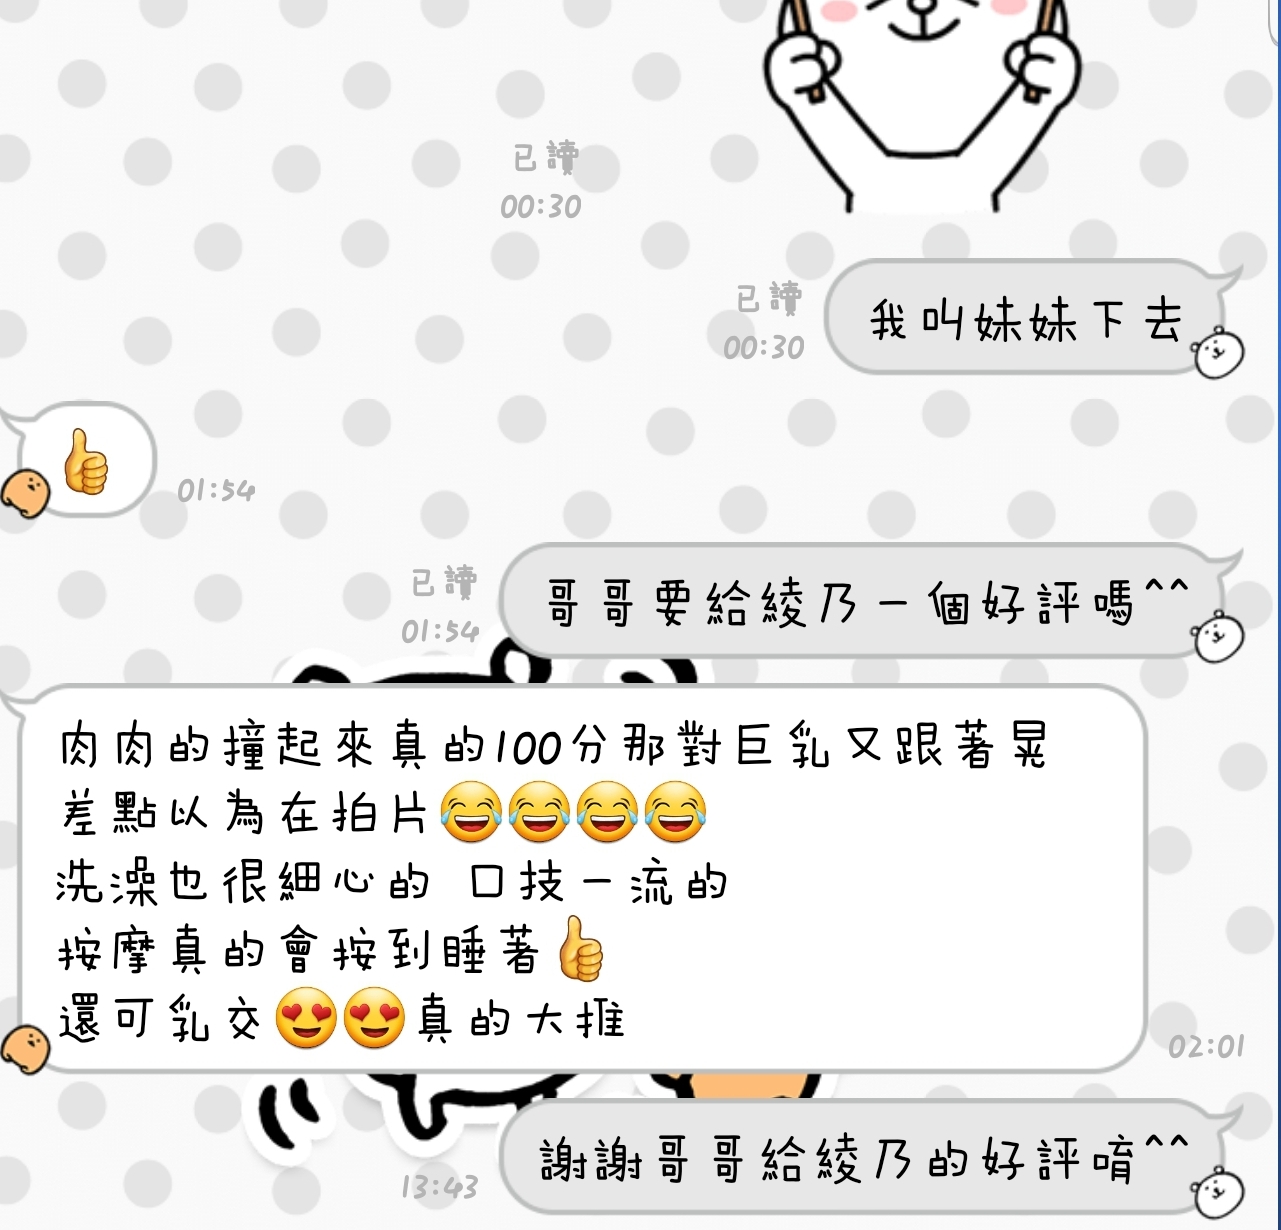 已讀
00:30
已讀
00:30
我叫妹妹下去
👍
01:54
已讀
01:54
哥哥要給綾乃一個好評嗎^^
肉肉的撞起來真的100分那對巨乳又跟著晃
差點以為在拍片😂😂😂😂
洗澡也很細心的 口技一流的
按摩真的會按到睡著👍
還可乳交😍😍真的大推
02:01
13:43
謝謝哥哥給綾乃的好評唷^^